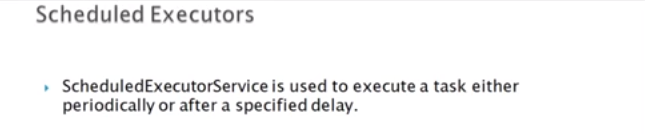 Scheduled Executors
ScheduledExecutorService is used to execute a task either
periodically or after a specified delay.